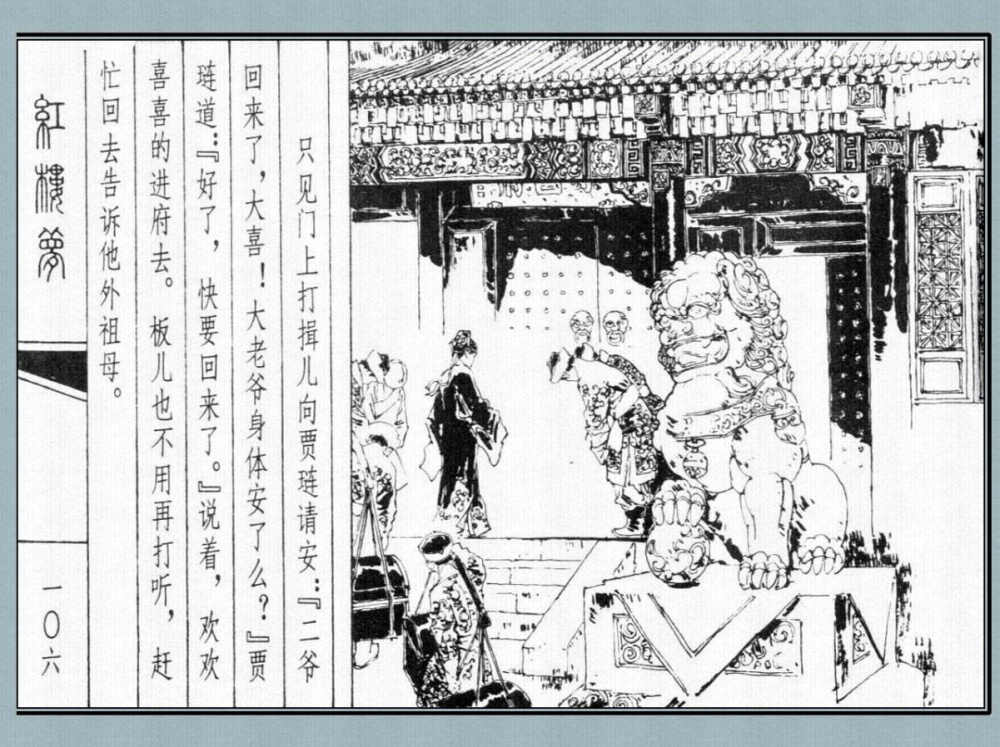 只见门上打揖儿向贾琏请安：『二爷
回来了，大喜！大老爷身体安了么？』贾
琏道：『好了，快要回来了。』说着，欢欢
喜喜的进府去。板儿也不用再打听，赶
忙回去告诉他外祖母。
红楼梦
一〇六